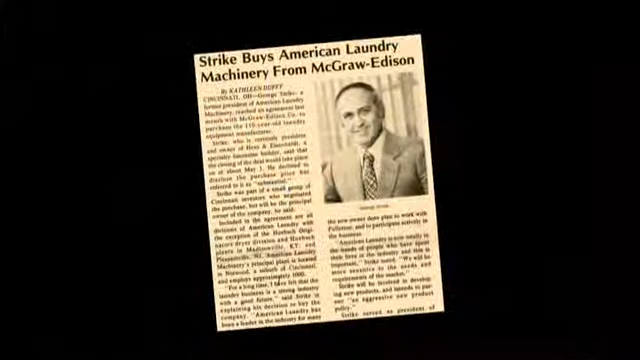 Strike Buys American Laundry
Machinery From McGraw-Edison
By KATHLEEN DUFFY
CINCINNATI, OH—George Strike, a
former president of American Laundry
Machinery, reached an agreement last
month with McGraw-Edison Co. to
purchase the 110-year-old laundry
equipment manufacturer.
Strike, who is currently president
and owner of Hess & Eisenhardt, a
specialty limousine builder, said that
the closing of the deal would take place
on or about May 1. He declined to
disclose the purchase price but
referred to it as "substantial."
Strike was part of a small group of
Cincinnati investors who negotiated
the purchase, but will be the principal
owner of the company, he said.
Included in the agreement are all
divisions of American Laundry with
the exception of the Huebsch Origi-
nators dryer division and Huebsch
plants in Madisonville, KY. and
American Laundry
Machinery's principal plant is located
in Norwood, a suburb of Cincinnati,
and employs approximately 1000.
"For a long time, I have felt that the
laundry business is a strong industry
with a good future," said Strike in
explaining his decision to buy the
company. "American Laundry has
been a leader in the industry for many
the new owner does plan to work with
and to participate actively in
the business.
"American Laundry is now totally in
the hands of people who have spent
their lives in the industry and this is
important," Strike noted. "We will be
more sensitive to the needs and
requirements of the market."
Strike will be involved in develop-
ing new products, and intends to pur-
sue "an aggressive new product
policy."
Strike served as president of